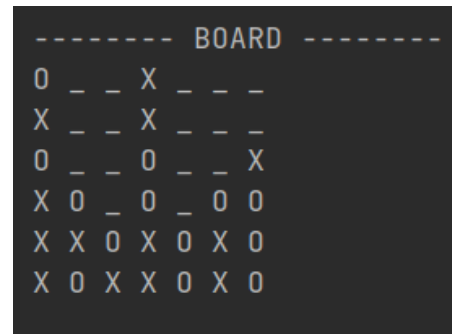 -------- BOARD --------
O _ _ X _ _ _
X _ _ X _ _ _
O _ _ O _ _ X
X O _ O _ O O
X X O X O X O
X O X X O X O